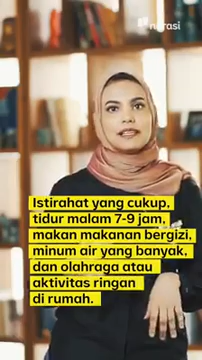 narasi
Istirahat yang cukup,
tidur malam 7-9 jam,
makan makanan bergizi,
minum air yang banyak,
dan olahraga atau
aktivitas ringan
di rumah.